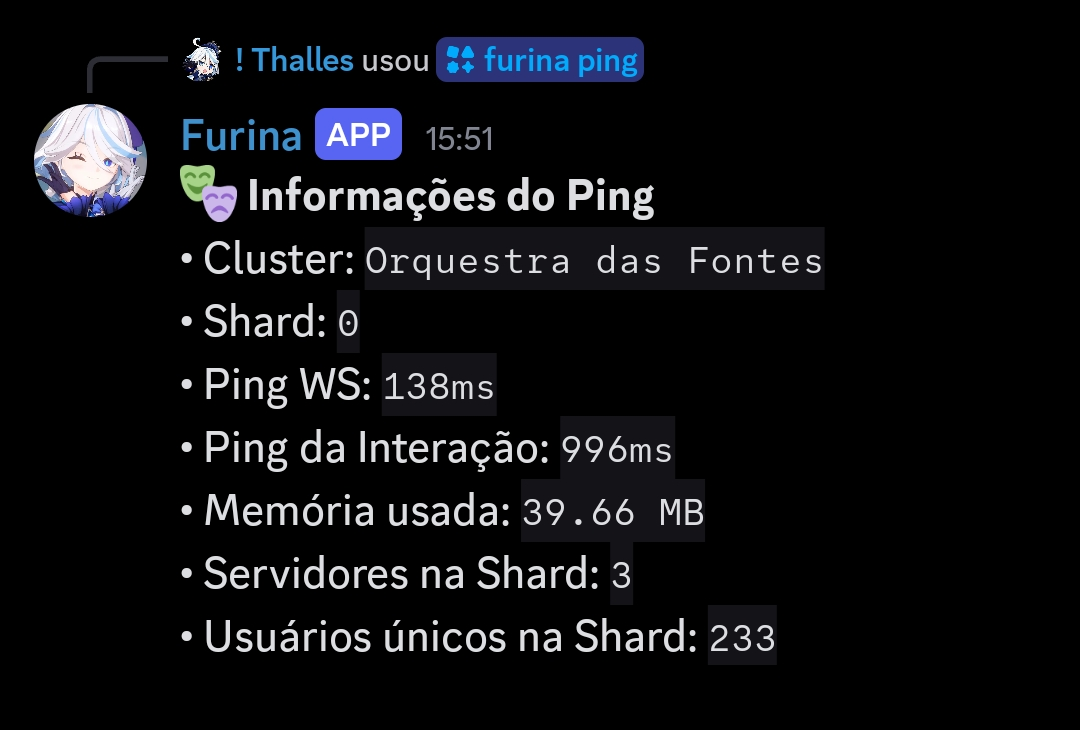 ! Thalles usou furina ping
Furina APP 15:51
Informações do Ping
• Cluster: Orquestra das Fontes
• Shard: 0
• Ping WS: 138ms
• Ping da Interação: 996ms
• Memória usada: 39.66 MB
• Servidores na Shard: 3
• Usuários únicos na Shard: 233